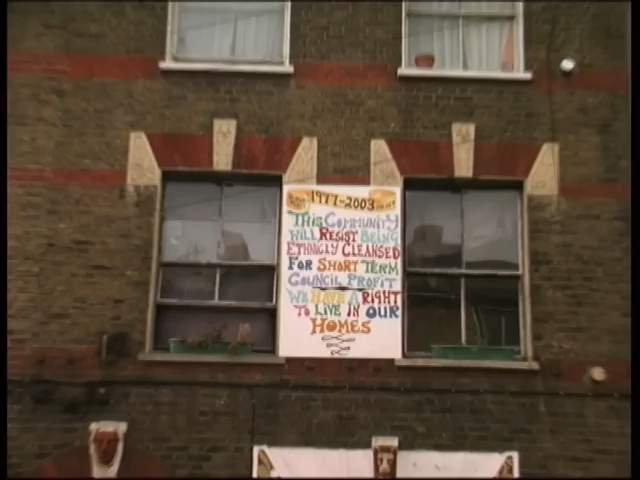 1977-2003
THIS COMMUNITY
WILL RESIST BEING
ETHNICLY CLEANSED
FOR SHORT TERM
COUNCIL PROFIT
WE HAVE A RIGHT
TO LIVE IN OUR
HOMES